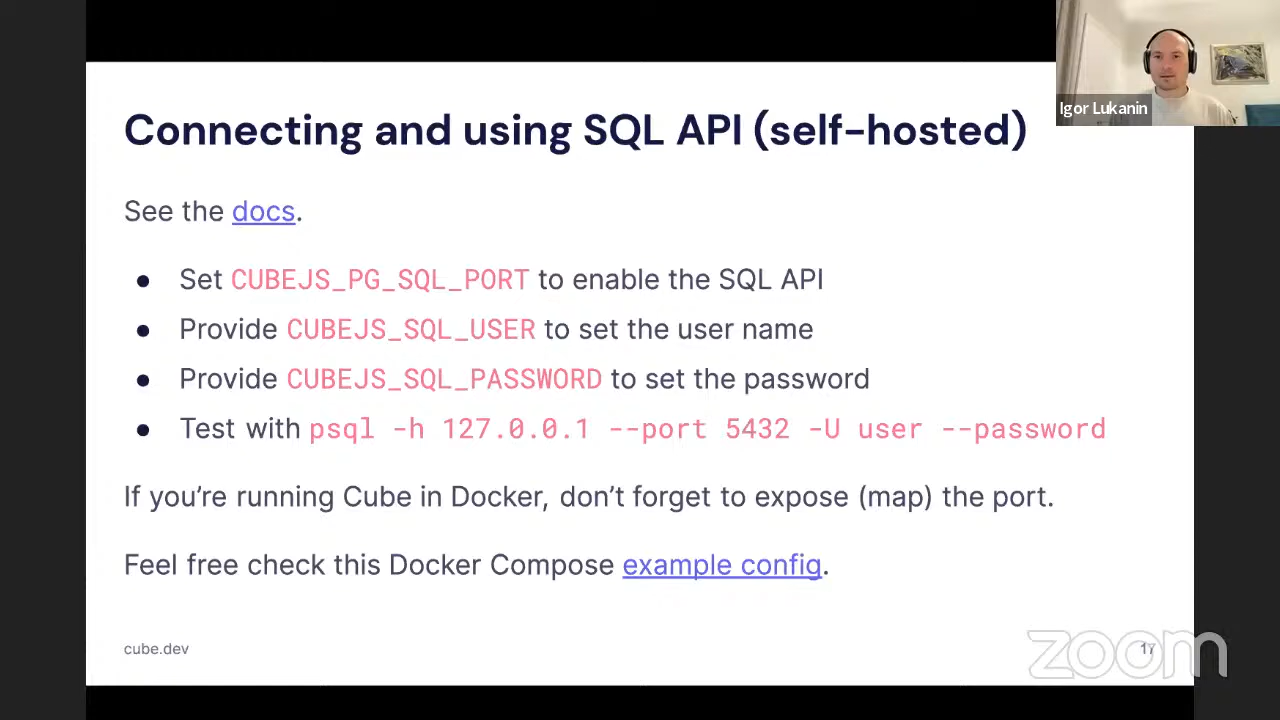 Igor Lukanin
Connecting and using SQL API (self-hosted)
See the docs.
● Set CUBEJS_PG_SQL_PORT to enable the SQL API
● Provide CUBEJS_SQL_USER to set the user name
● Provide CUBEJS_SQL_PASSWORD to set the password
● Test with psql -h 127.0.0.1 --port 5432 -U user --password
If you’re running Cube in Docker, don’t forget to expose (map) the port.
Feel free check this Docker Compose example config.
cube.dev
17
zoom